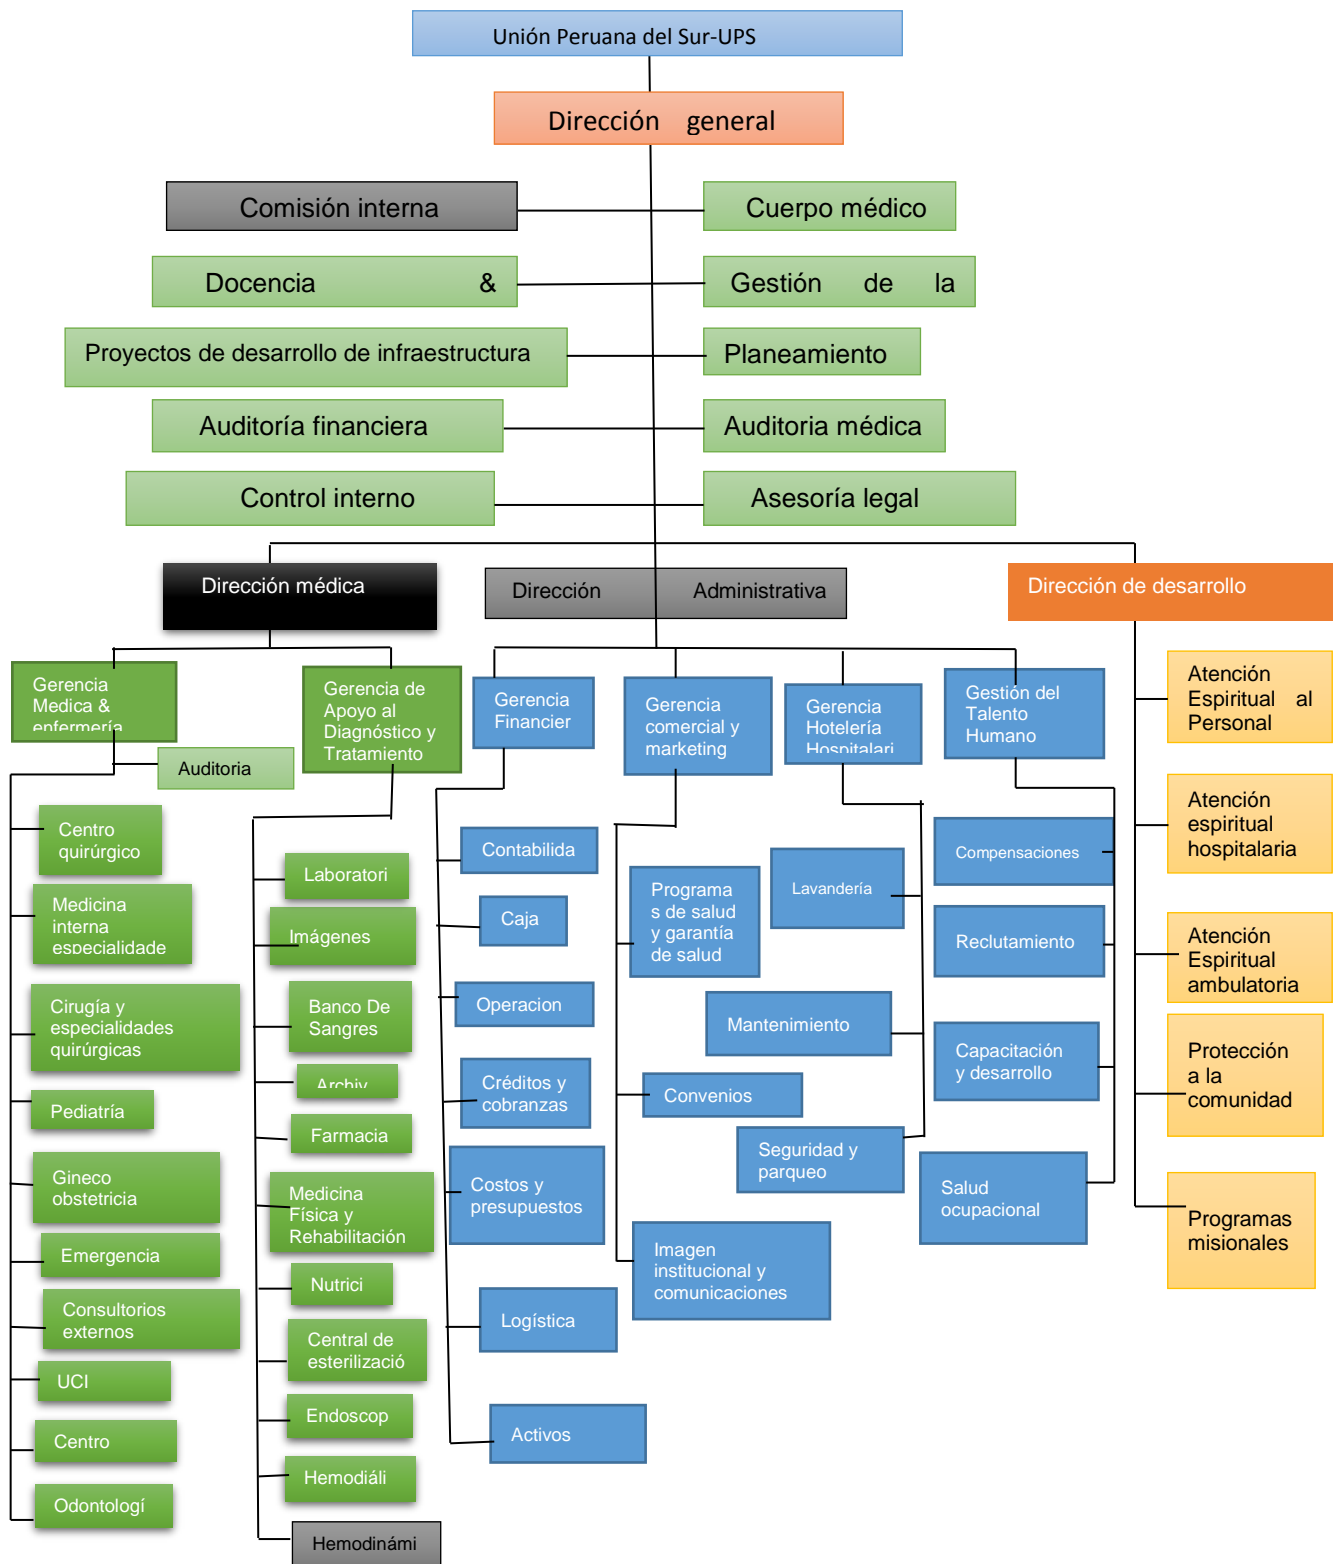 Unión Peruana del Sur-UPS
Dirección general
Comisión interna
Cuerpo médico
Docencia &
Gestión de la
Proyectos de desarrollo de infraestructura
Planeamiento
Auditoría financiera
Auditoria médica
Control interno
Asesoría legal
Dirección médica
Dirección Administrativa
Dirección de desarrollo
Gerencia
Medica &
enfermería
Auditoria
Centro
quirúrgico
Medicina
interna
especialidade
Cirugía y
especialidades
quirúrgicas
Pediatría
Gineco
obstetricia
Emergencia
Consultorios
externos
UCI
Centro
Odontologí
Gerencia de
Apoyo al
Diagnóstico y
Tratamiento
Laboratori
Imágenes
Banco De
Sangres
Archiv
Farmacia
Medicina
Física y
Rehabilitación
Nutrici
Central de
esterilizació
Endoscop
Hemodiáli
Hemodinámi
Gerencia
Financier
Contabilida
Caja
Operacion
Créditos y
cobranzas
Costos y
presupuestos
Logística
Activos
Gerencia
comercial y
marketing
Programa
s de salud
y garantía
de salud
Convenios
Imagen
institucional y
comunicaciones
Gerencia
Hotelería
Hospitalari
Lavandería
Mantenimiento
Seguridad y
parqueo
Gestión del
Talento
Humano
Compensaciones
Reclutamiento
Capacitación
y desarrollo
Salud
ocupacional
Atención
Espiritual al
Personal
Atención
espiritual
hospitalaria
Atención
Espiritual
ambulatoria
Protección
a la
comunidad
Programas
misionales